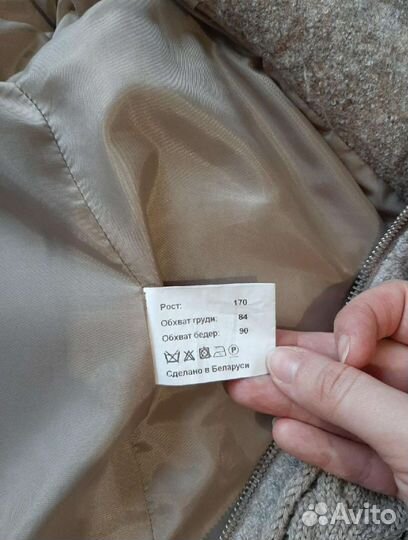 Рост: 170
Обхват груди: 84
Обхват бедер: 90
P
Сделано в Беларуси
Avito